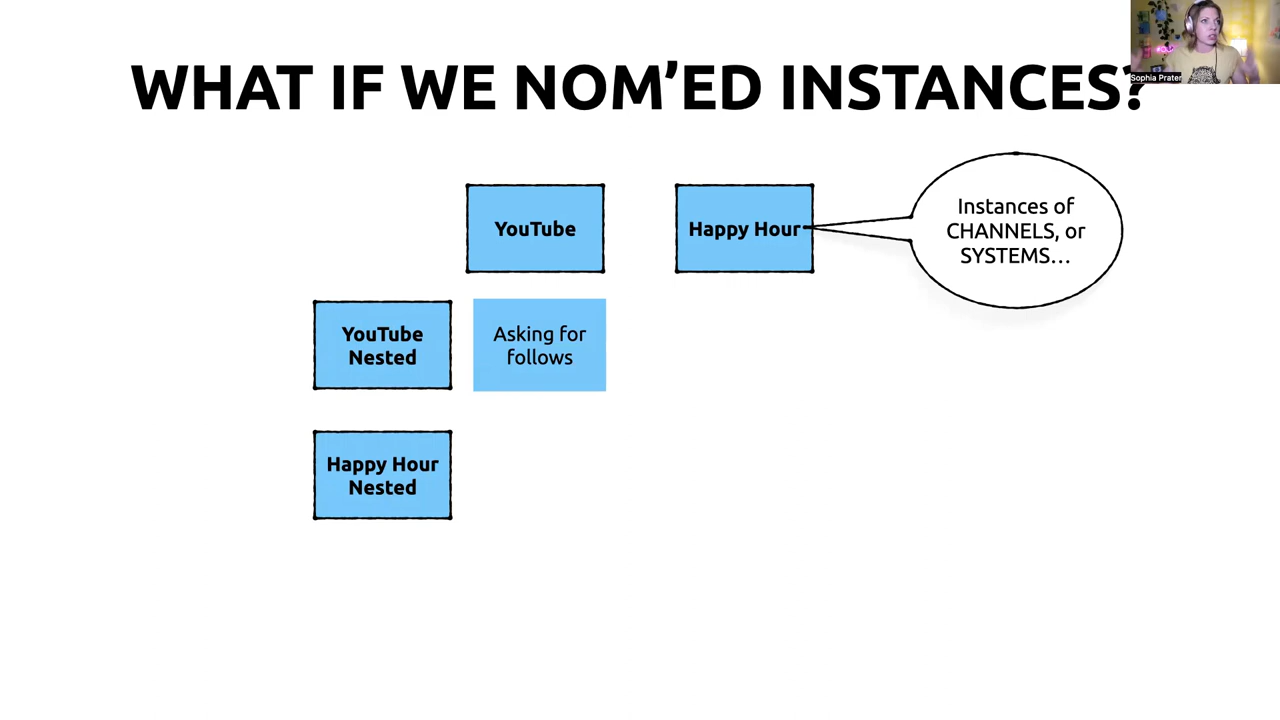 WHAT IF WE NOM’ED INSTANCES?
Sophia Prater
YouTube
Happy Hour
Instances of
CHANNELS, or
SYSTEMS…
YouTube
Nested
Asking for
follows
Happy Hour
Nested